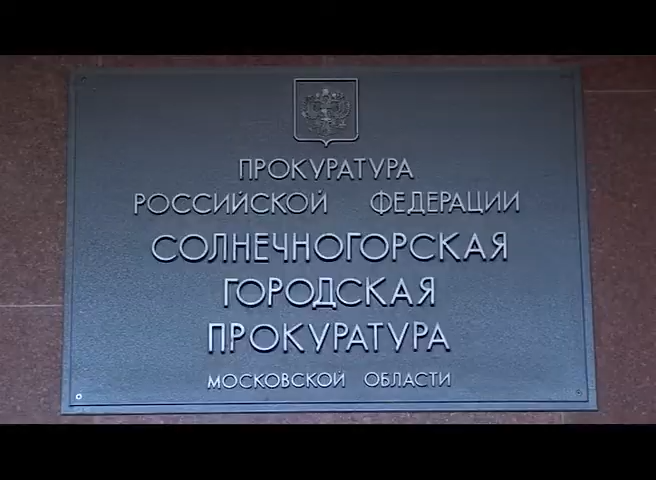 ПРОКУРАТУРА
РОССИЙСКОЙ ФЕДЕРАЦИИ
СОЛНЕЧНОГОРСКАЯ
ГОРОДСКАЯ
ПРОКУРАТУРА
МОСКОВСКОЙ ОБЛАСТИ